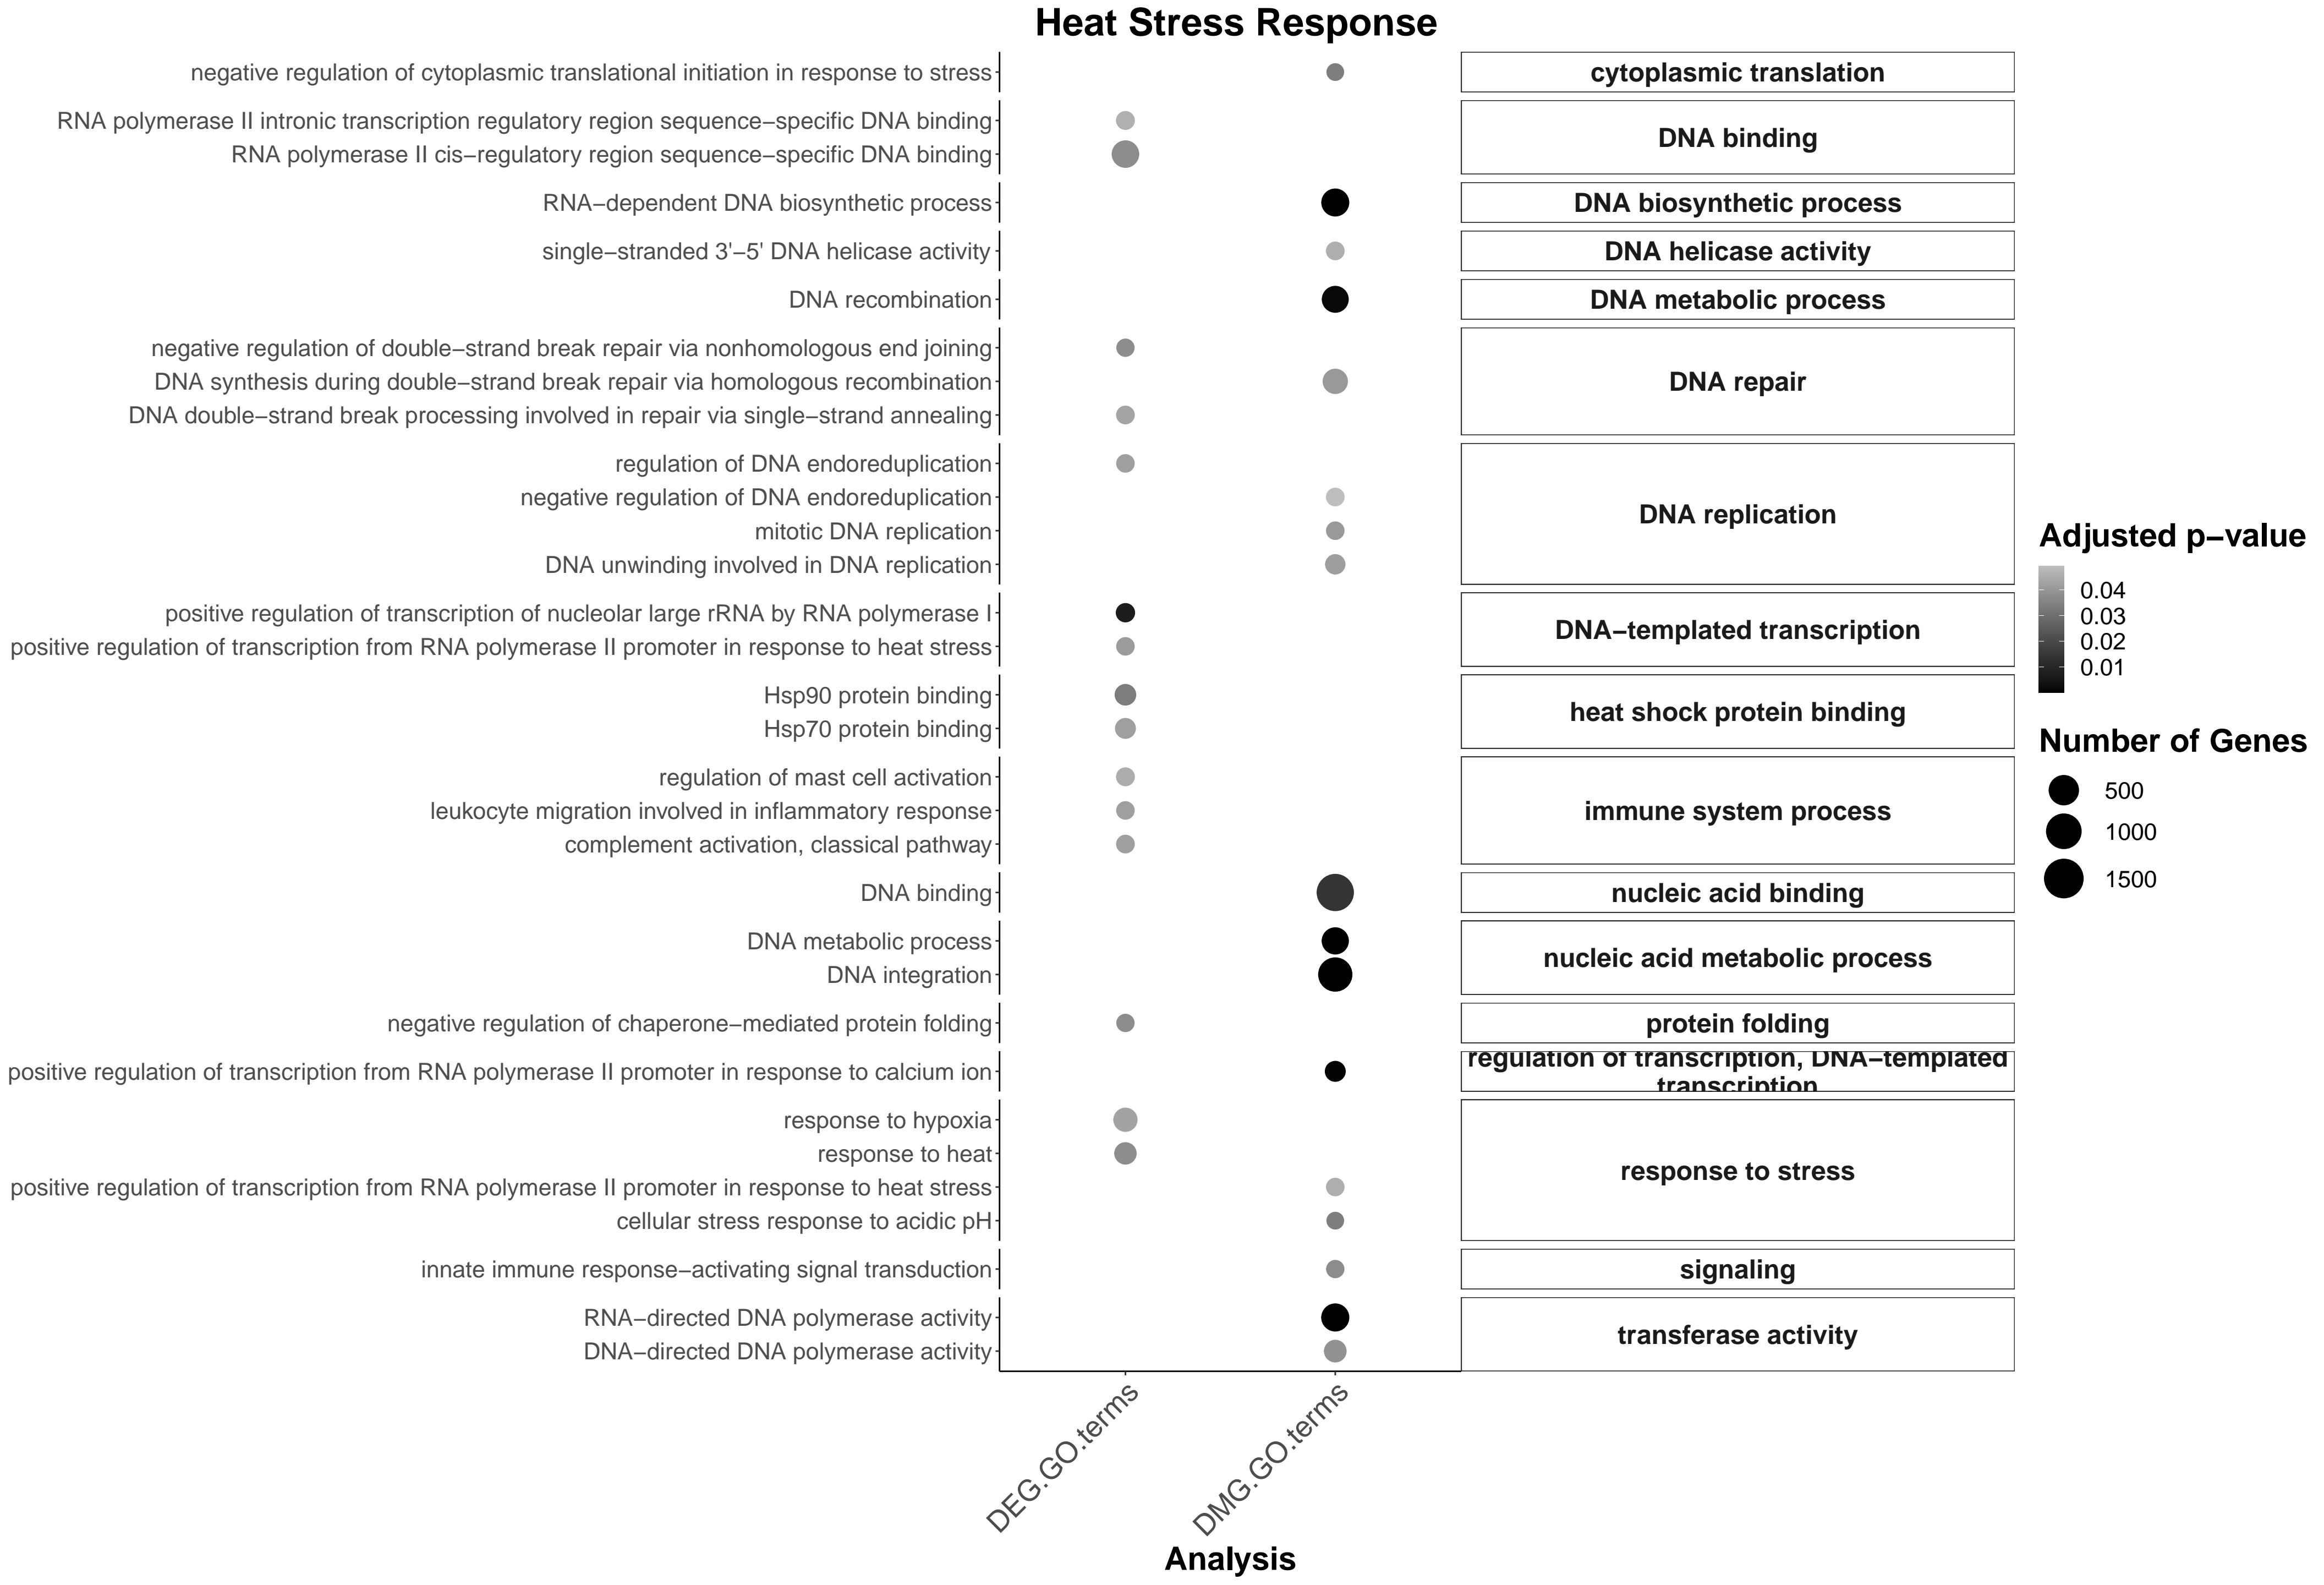 Heat Stress Response
negative regulation of cytoplasmic translational initiation in response to stress
cytoplasmic translation
RNA polymerase II intronic transcription regulatory region sequence−specific DNA binding
RNA polymerase II cis−regulatory region sequence−specific DNA binding
DNA binding
RNA−dependent DNA biosynthetic process
DNA biosynthetic process
single−stranded 3'−5' DNA helicase activity
DNA helicase activity
DNA recombination
DNA metabolic process
negative regulation of double−strand break repair via nonhomologous end joining
DNA synthesis during double−strand break repair via homologous recombination
DNA double−strand break processing involved in repair via single−strand annealing
DNA repair
regulation of DNA endoreduplication
negative regulation of DNA endoreduplication
mitotic DNA replication
DNA unwinding involved in DNA replication
DNA replication
positive regulation of transcription of nucleolar large rRNA by RNA polymerase I
positive regulation of transcription from RNA polymerase II promoter in response to heat stress
DNA−templated transcription
Hsp90 protein binding
Hsp70 protein binding
heat shock protein binding
regulation of mast cell activation
leukocyte migration involved in inflammatory response
complement activation, classical pathway
immune system process
DNA binding
nucleic acid binding
DNA metabolic process
DNA integration
nucleic acid metabolic process
negative regulation of chaperone−mediated protein folding
protein folding
positive regulation of transcription from RNA polymerase II promoter in response to calcium ion
regulation of transcription, DNA−templated
transcription
response to hypoxia
response to heat
positive regulation of transcription from RNA polymerase II promoter in response to heat stress
cellular stress response to acidic pH
response to stress
innate immune response−activating signal transduction
signaling
RNA−directed DNA polymerase activity
DNA−directed DNA polymerase activity
transferase activity
DEG.GO.terms
DMG.GO.terms
Analysis
Adjusted p−value
0.04
0.03
0.02
0.01
Number of Genes
500
1000
1500